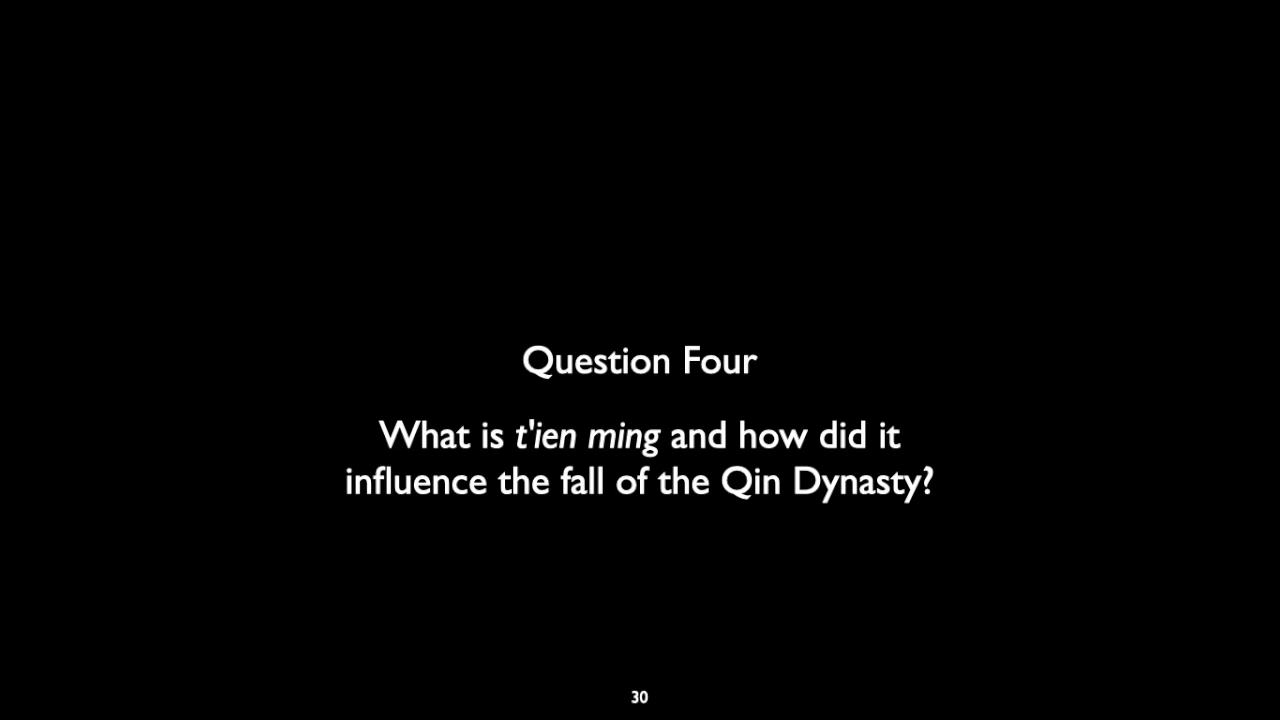 Question Four
What is t'ien ming and how did it
influence the fall of the Qin Dynasty?
30